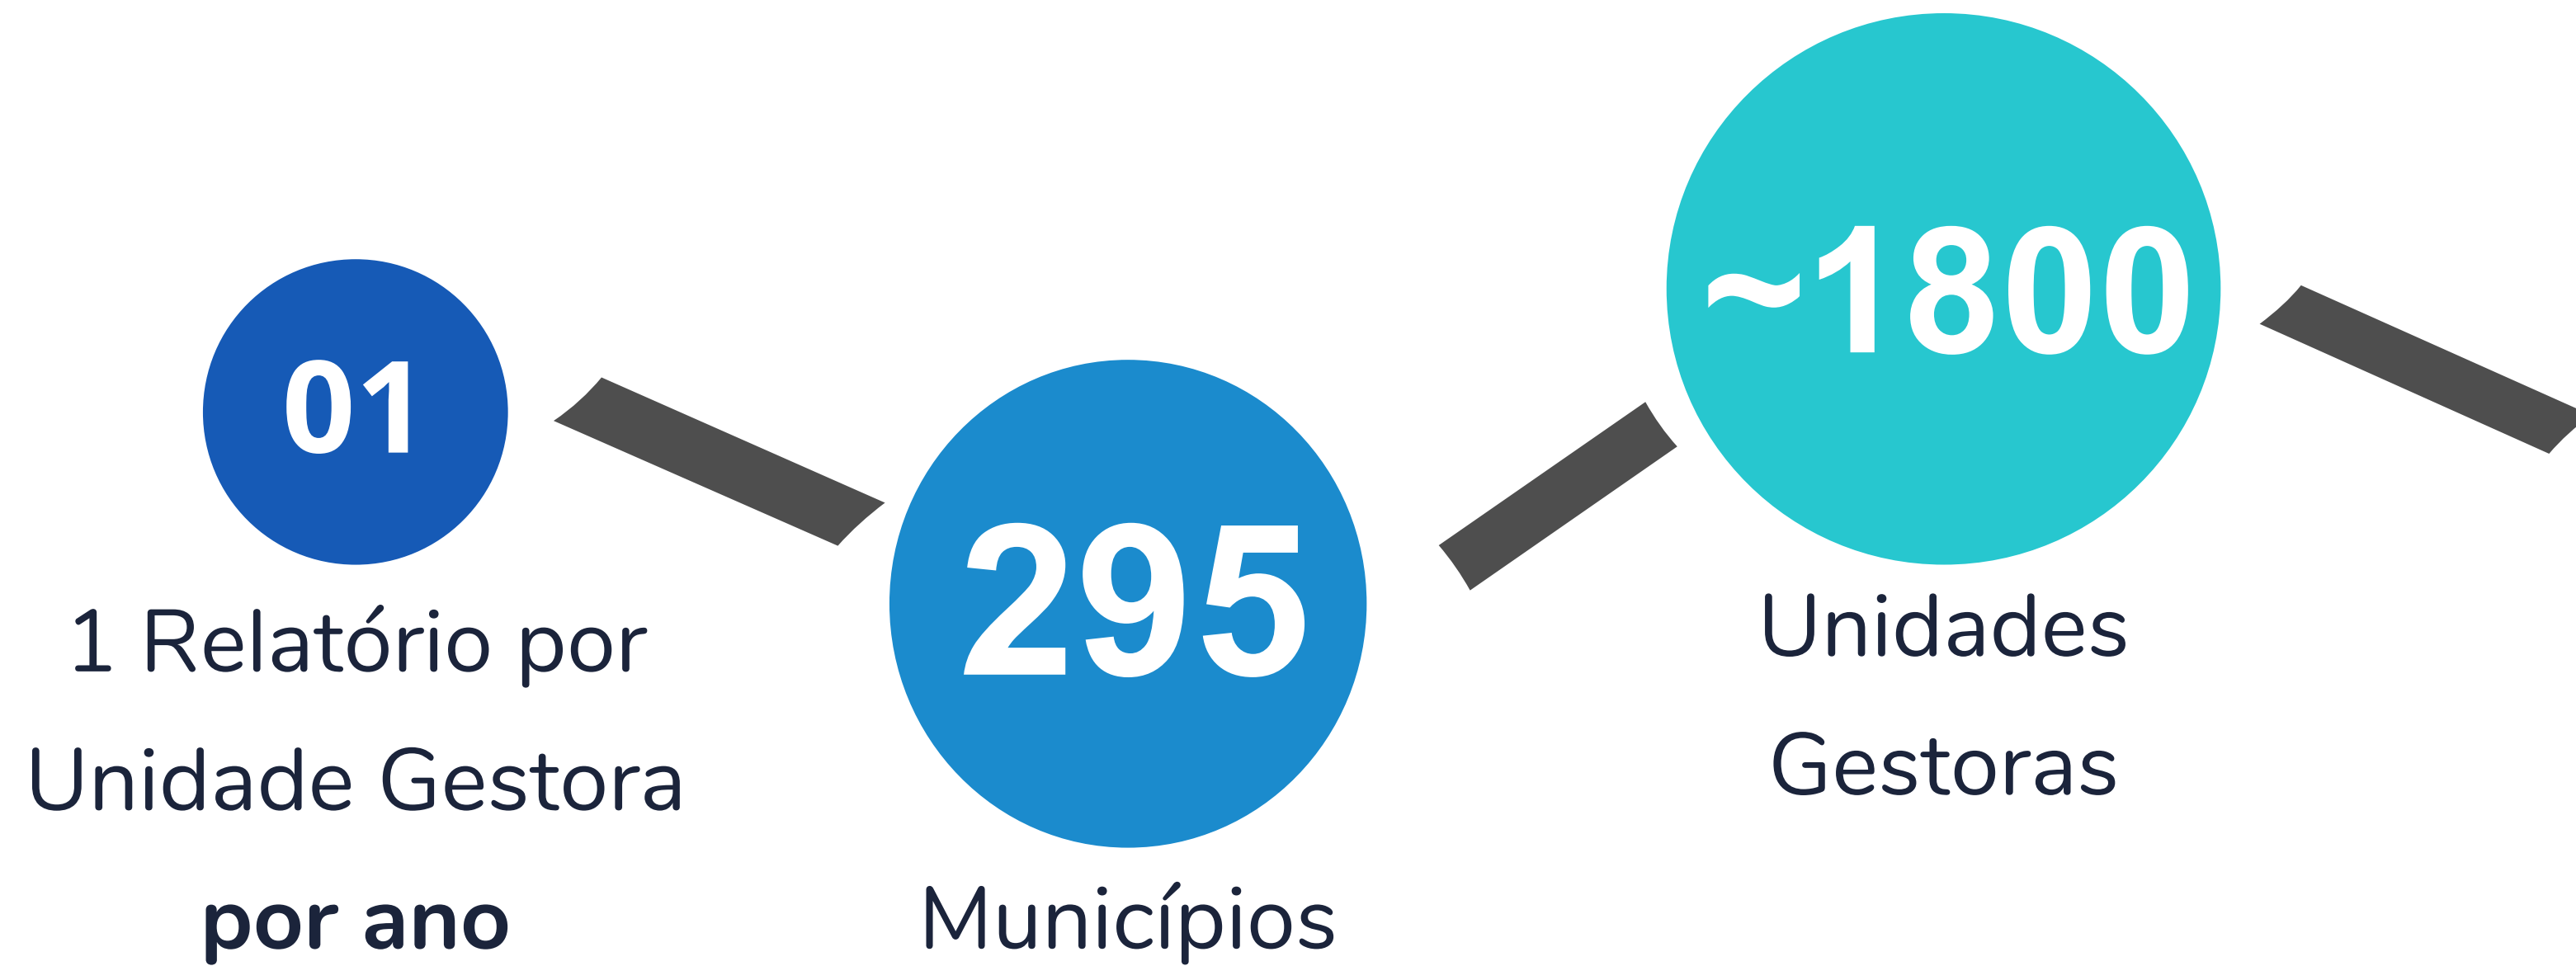 01
1 Relatório por
Unidade Gestora
por ano
295
Municípios
~1800
Unidades
Gestoras